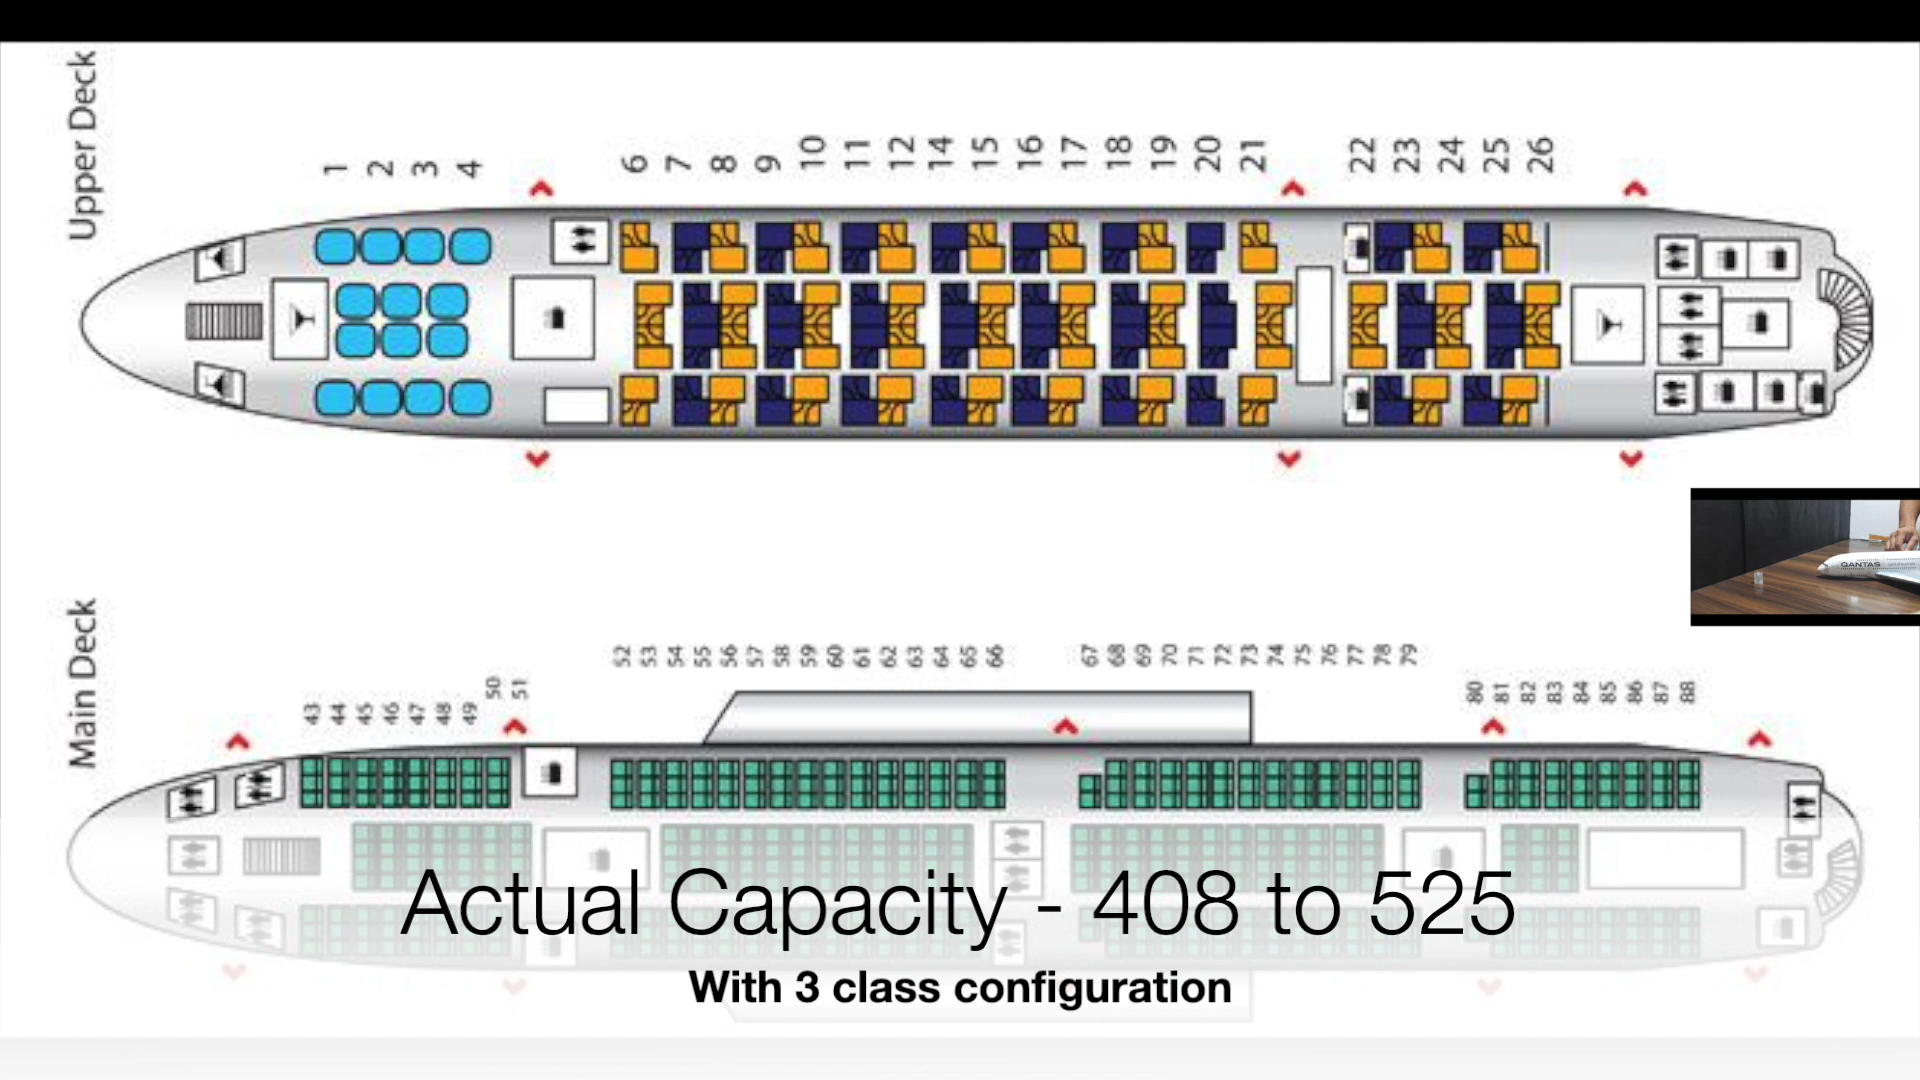 Upper Deck
1 2 3 4 6 7 8 9 10 11 12 14 15 16 17 18 19 20 21 22 23 24 25 26
QANTAS
Main Deck
43 44 45 46 47 48 49 50 51 52 53 54 55 56 57 58 59 60 61 62 63 64 65 66 67 68 69 70 71 72 73 74 75 76 77 78 79 80 81 82 83 84 85 86 87 88
Actual Capacity - 408 to 525
With 3 class configuration